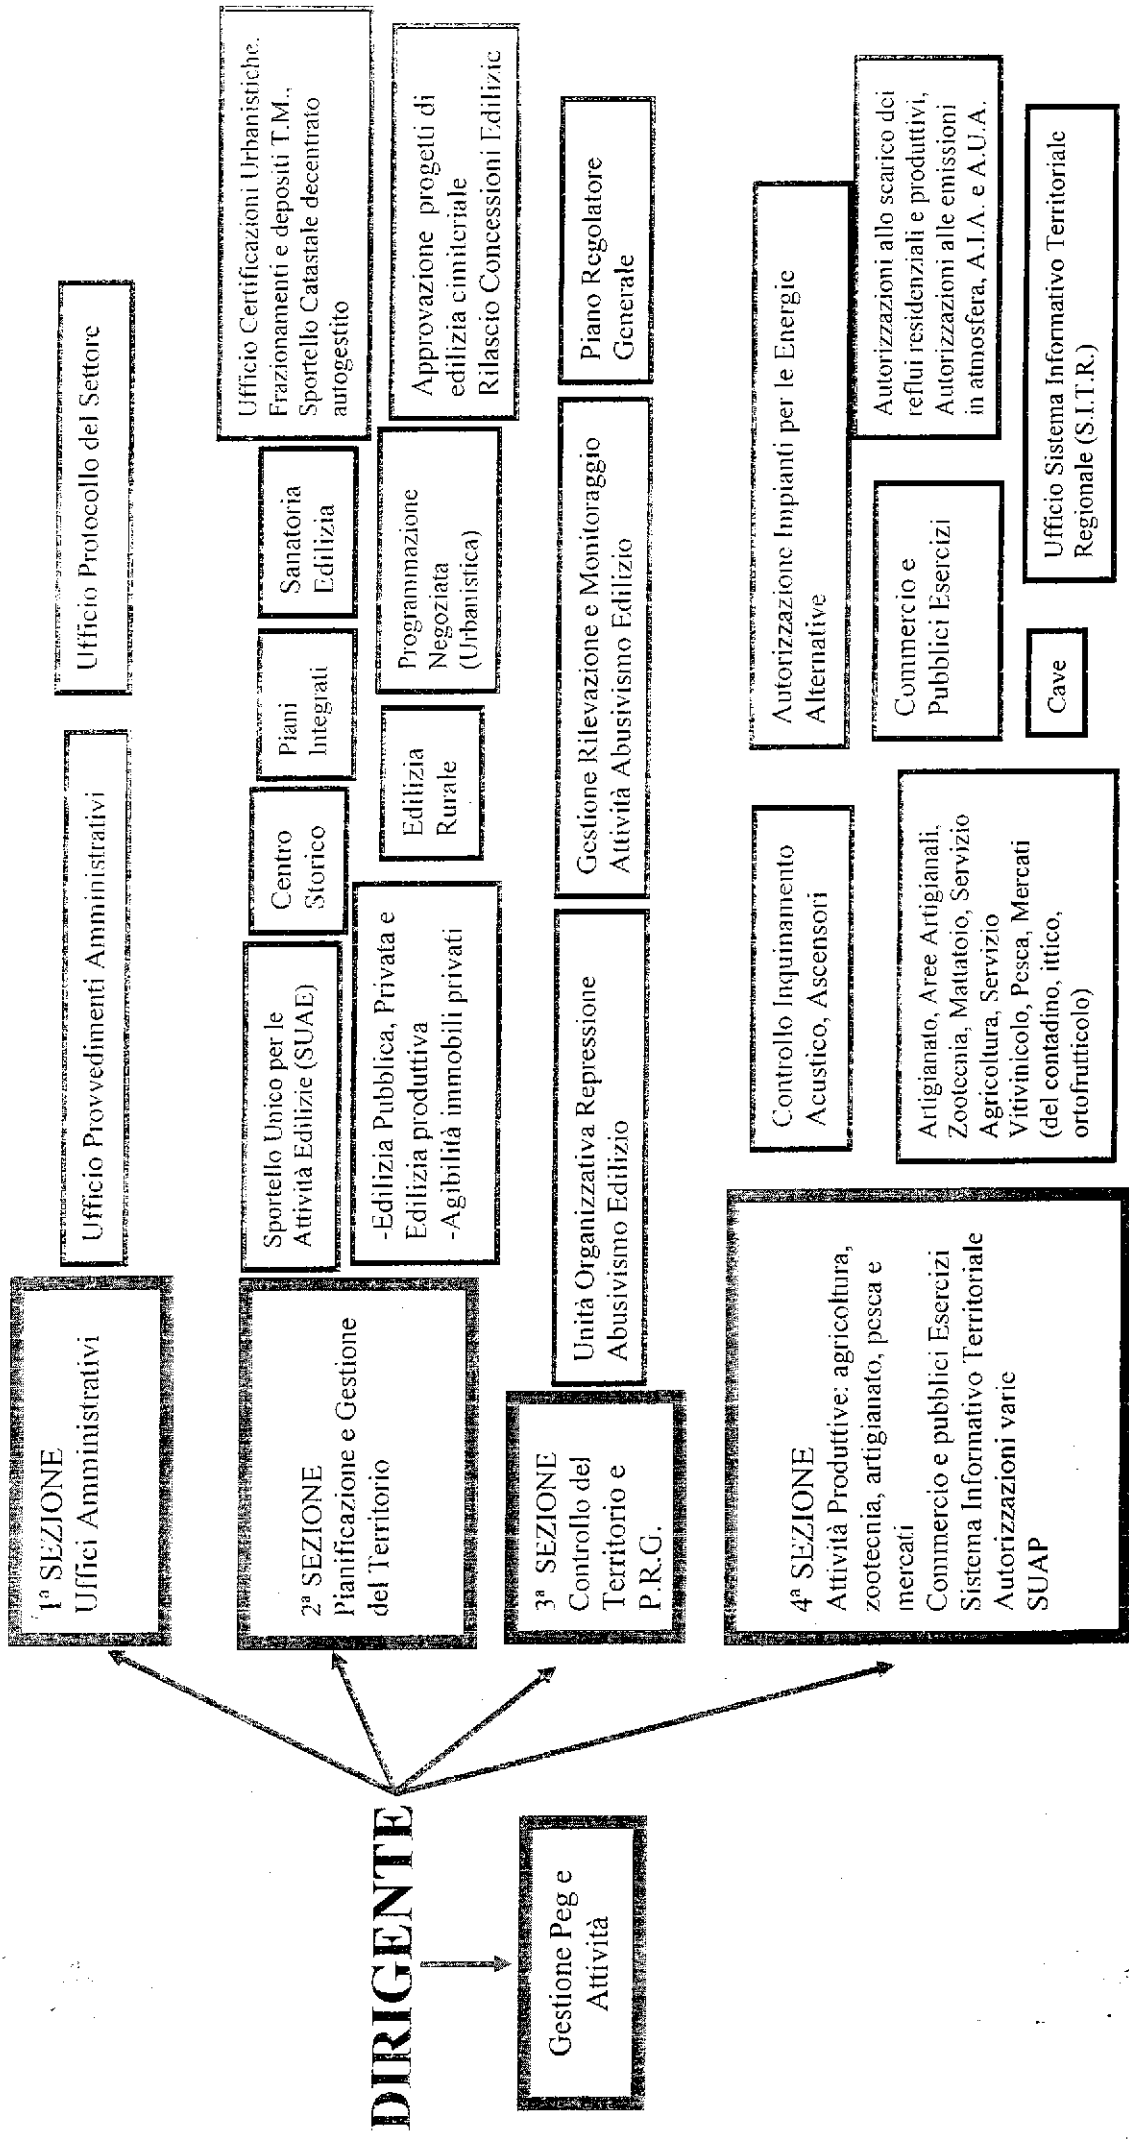 DIRIGENTE
Gestione Peg e
Attività
1ª SEZIONE
Uffici Amministrativi
Ufficio Provvedimenti Amministrativi
Ufficio Protocollo del Settore
2ª SEZIONE
Pianificazione e Gestione
del Territorio
Sportello Unico per le
Attività Edilizie (SUAE)
Centro
Storico
Piani
Integrati
Sanatoria
Edilizia
Ufficio Certificazioni Urbanistiche.
Frazionamenti e depositi T.M.,
Sportello Catastale decentrato
autogestito
-Edilizia Pubblica, Privata e
Edilizia produttiva
-Agibilità immobili privati
Edilizia
Rurale
Programmazione
Negoziata
(Urbanistica)
Approvazione progetti di
edilizia cimiteriale
Rilascio Concessioni Edilizie
3ª SEZIONE
Controllo del
Territorio e
P.R.G.
Unità Organizzativa Repressione
Abusivismo Edilizio
Gestione Rilevazione e Monitoraggio
Attività Abusivismo Edilizio
Piano Regolatore
Generale
4ª SEZIONE
Attività Produttive: agricoltura,
zootecnia, artigianato, pesca e
mercati
Commercio e pubblici Esercizi
Sistema Informativo Territoriale
Autorizzazioni varie
SUAP
Controllo Inquinamento
Acustico, Ascensori
Autorizzazione Impianti per le Energie
Alternative
Artigianato, Aree Artigianali,
Zootecnia, Mattatoio, Servizio
Agricoltura, Servizio
Vitivinicolo, Pesca, Mercati
(del contadino, ittico,
ortofrutticolo)
Commercio e
Pubblici Esercizi
Autorizzazioni allo scarico dei
reflui residenziali e produttivi,
Autorizzazioni alle emissioni
in atmosfera, A.I.A. e A.U.A.
Cave
Ufficio Sistema Informativo Territoriale
Regionale (S.I.T.R.)